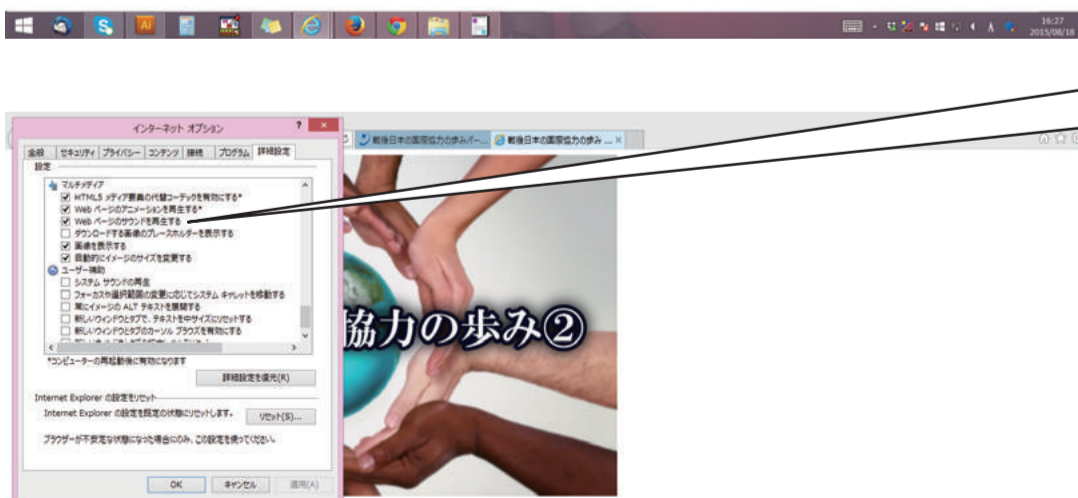 16:27
2015/08/18
インターネット オプション
戦後日本の国際協力の歩みパー...
戦後日本の国際協力の歩み ...
全般 セキュリティ プライバシー コンテンツ 接続 プログラム 詳細設定
設定
マルチメディア
HTML5 メディア要素の代替コーデックを有効にする*
Web ページのアニメーションを再生する*
Web ページのサウンドを再生する
ダウンロードする画像のプレースホルダーを表示する
画像を表示する
自動的にイメージのサイズを変更する
ユーザー補助
システム サウンドの再生
フォーカスや選択範囲の変更に応じてシステム キャレットを移動する
常にイメージの ALT テキストを展開する
新しいウィンドウとタブで、テキストを中サイズにリセットする
新しいウィンドウとタブのカーソル ブラウズを有効にする
*コンピューターの再起動後に有効になります
詳細設定を復元(R)
Internet Explorer の設定をリセット
Internet Explorer の設定を既定の状態にリセットします。
リセット(S)...
ブラウザーが不安定な状態になった場合にのみ、この設定を使ってください。
OK キャンセル 適用(A)
協力の歩み②